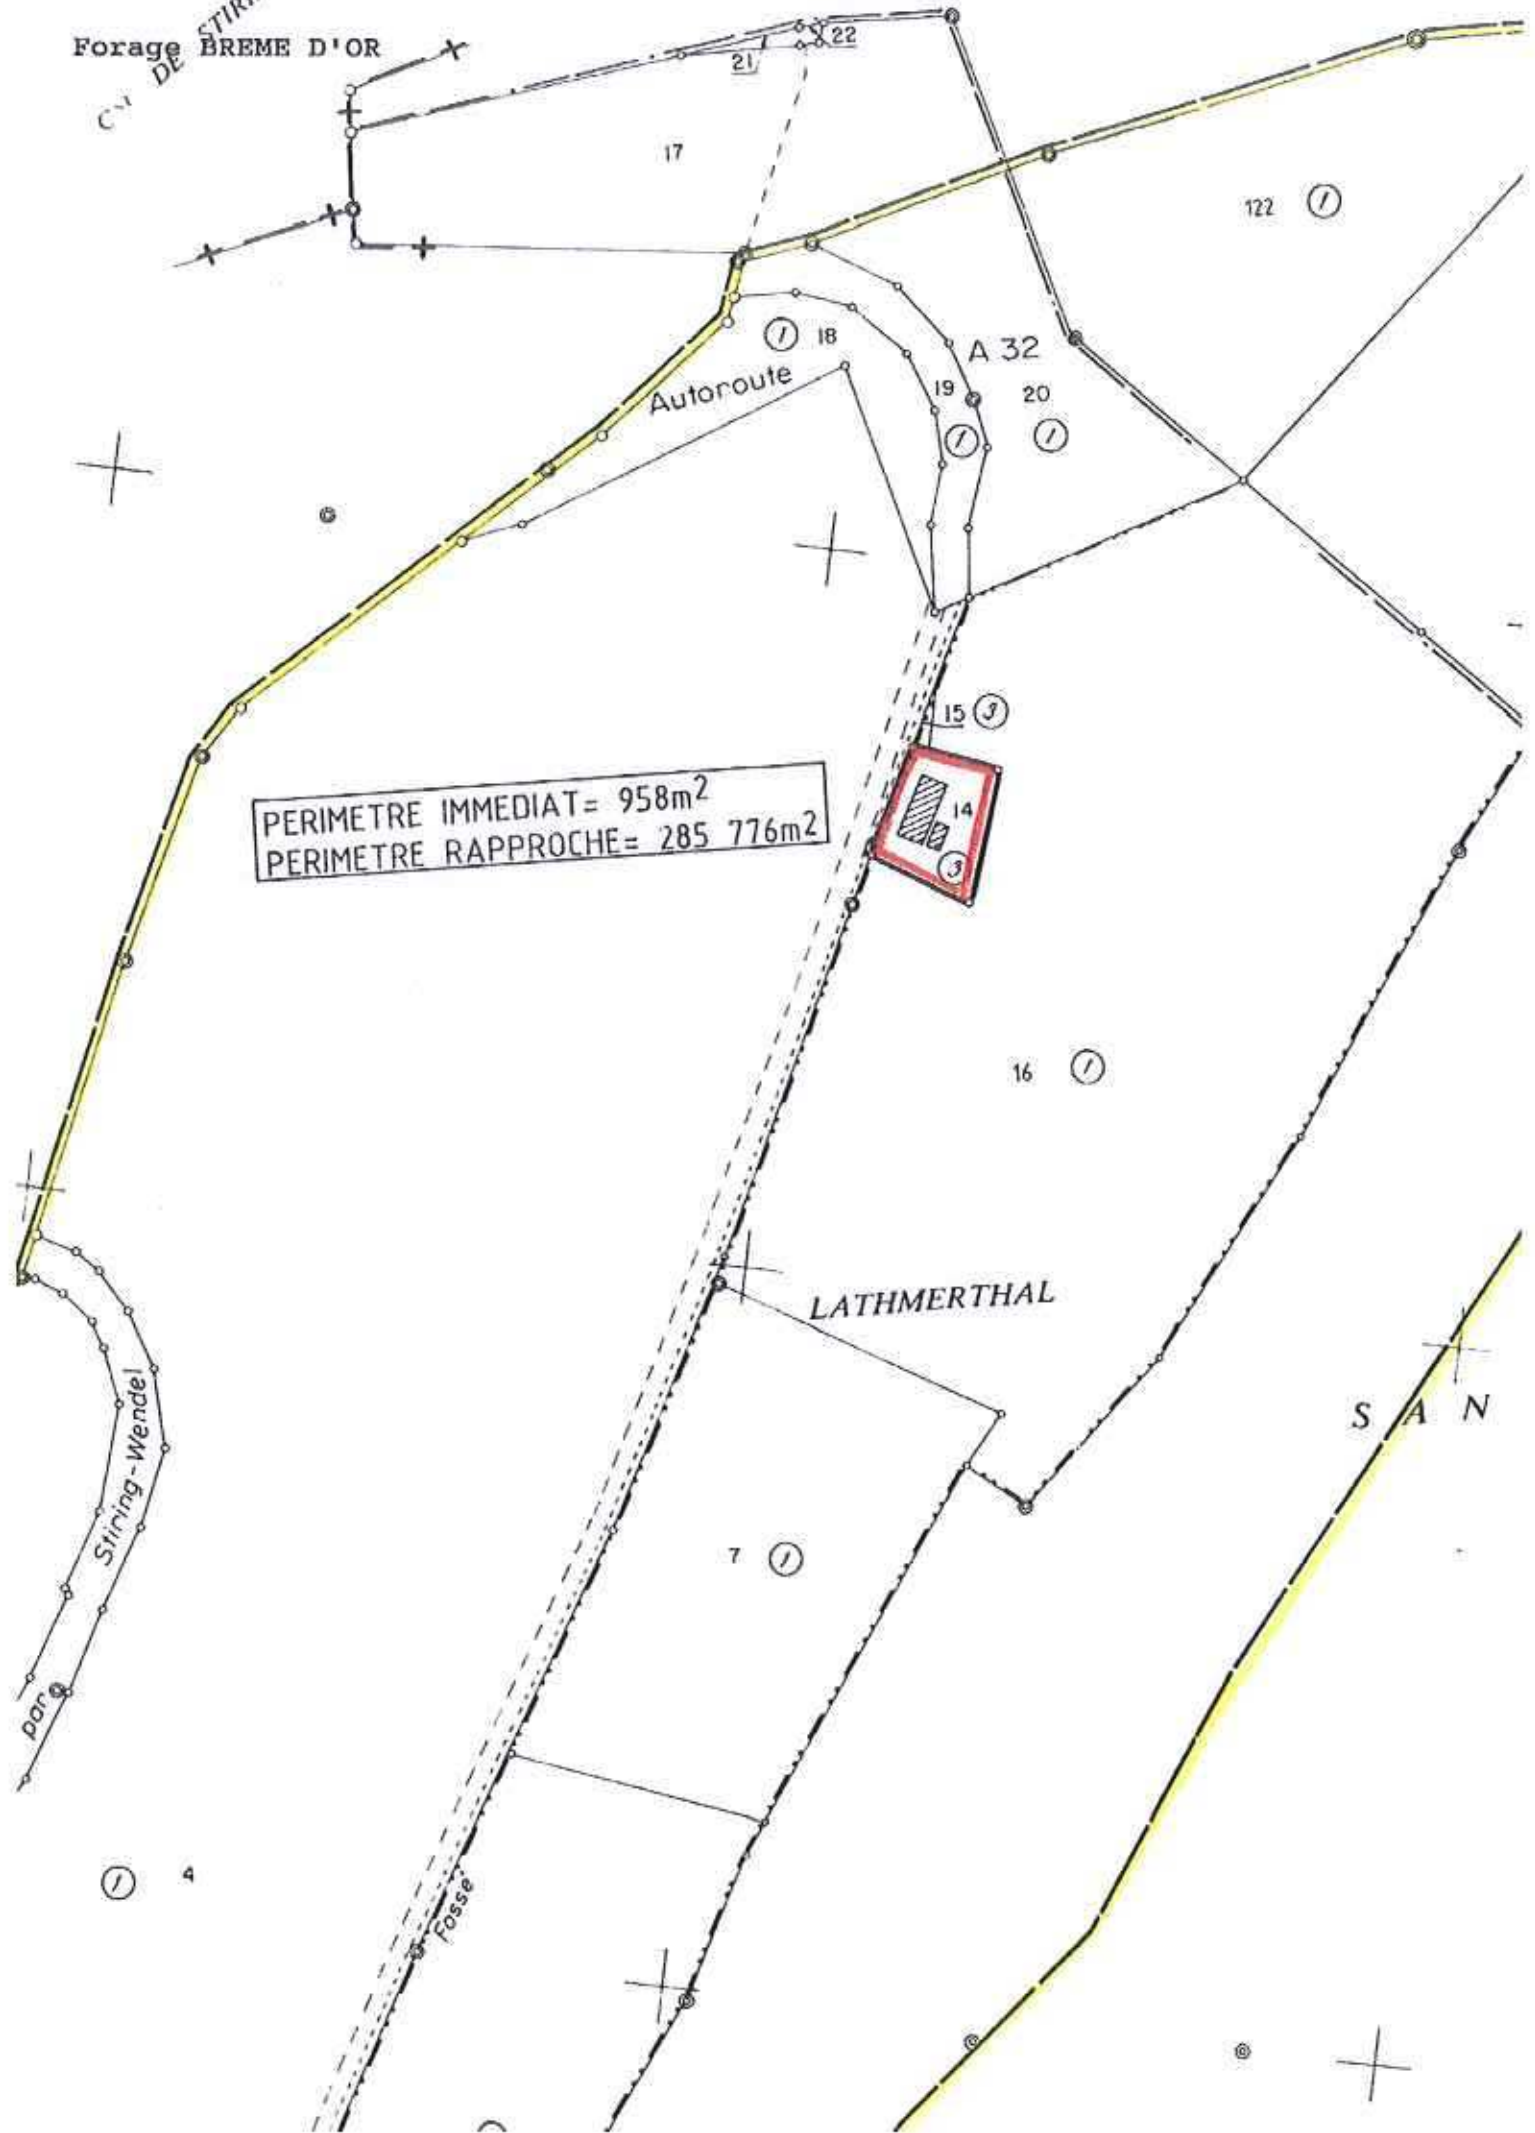 Forage BREME D'OR
DE
22
21
17
122 (1)
(1) 18
A 32
Autoroute
19
20
(1)
(1)
15 (3)
PERIMETRE IMMEDIAT= 958m²
PERIMETRE RAPPROCHE= 285 776m²
14
(3)
16 (1)
LATHMERTHAL
S A N
Stiring-Wendel
7 (1)
par
(1) 4
Fossé